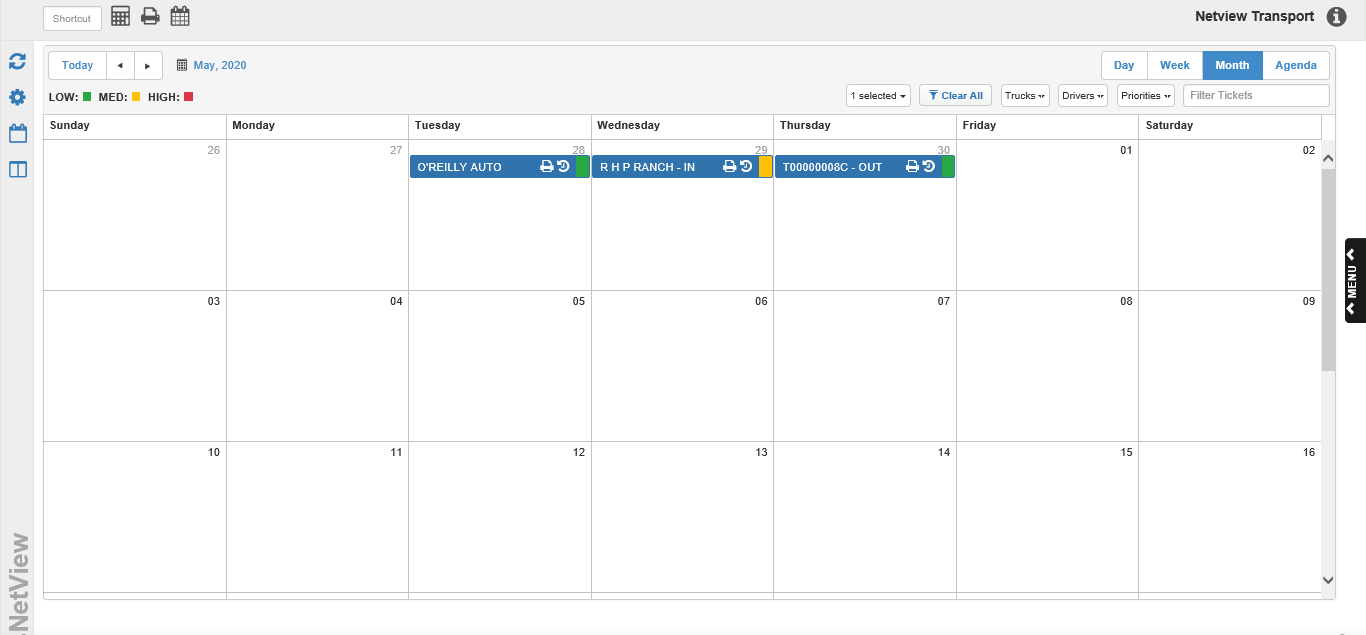 Shortcut
Netview Transport
Today
May, 2020
Day Week Month Agenda
LOW: MED: HIGH:
1 selected Clear All Trucks Drivers Priorities Filter Tickets
Sunday Monday Tuesday Wednesday Thursday Friday Saturday
26 27 28 29 30 01 02
O'REILLY AUTO R H P RANCH - IN T00000008C - OUT
MENU
03 04 05 06 07 08 09
10 11 12 13 14 15 16
NetView